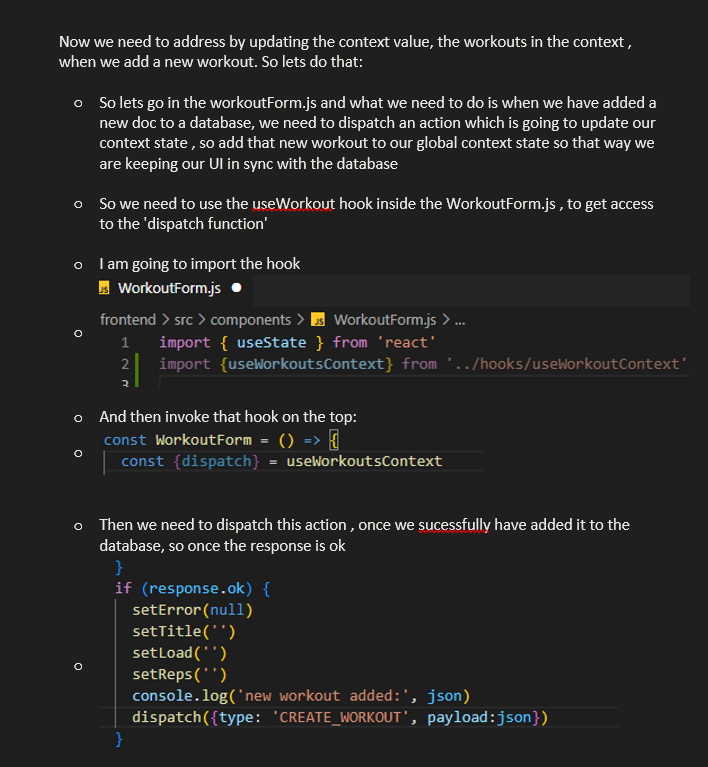 Now we need to address by updating the context value, the workouts in the context ,
when we add a new workout. So lets do that:
o So lets go in the workoutForm.js and what we need to do is when we have added a
new doc to a database, we need to dispatch an action which is going to update our
context state , so add that new workout to our global context state so that way we
are keeping our UI in sync with the database
o So we need to use the useWorkout hook inside the WorkoutForm.js , to get access
to the 'dispatch function'
o I am going to import the hook
JS WorkoutForm.js ●
frontend > src > components > JS WorkoutForm.js > ...
o
1 import { useState } from 'react'
2 import {useWorkoutsContext} from '../hooks/useWorkoutContext'
3
o And then invoke that hook on the top:
const WorkoutForm = () => {
o
const {dispatch} = useWorkoutsContext
o Then we need to dispatch this action , once we sucessfully have added it to the
database, so once the response is ok
}
if (response.ok) {
setError(null)
setTitle('')
setLoad('')
o
setReps('')
console.log('new workout added:', json)
dispatch({type: 'CREATE_WORKOUT', payload:json})
}